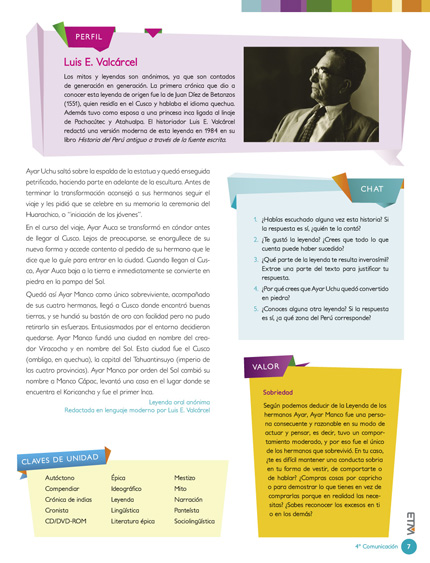 PERFIL
Luis E. Valcárcel
Los mitos y leyendas son anónimos, ya que son contados
de generación en generación. La primera crónica que dio a
conocer esta leyenda de origen fue la de Juan Díez de Betanzos
(1551), quien residía en el Cusco y hablaba el idioma quechua.
Además tuvo como esposa a una princesa inca ligada al linaje
de Pachacútec y Atahualpa. El historiador Luis E. Valcárcel
redactó una versión moderna de esta leyenda en 1984 en su
libro Historia del Perú antiguo a través de la fuente escrita.
Ayar Uchu saltó sobre la espalda de la estatua y quedó enseguida
petrificado, haciendo parte en adelante de la escultura. Antes de
terminar la transformación aconsejó a sus hermanos seguir el
viaje y les pidió que se celebre en su memoria la ceremonia del
Huarachico, o "iniciación de los jóvenes".
En el curso del viaje, Ayar Auca se transformó en cóndor antes
de llegar al Cusco. Lejos de preocuparse, se enorgullece de su
nueva forma y accede contento al pedido de su hermano que le
dice que lo guíe para entrar en la ciudad. Cuando llegan al Cus-
co, Ayar Auca baja a la tierra e inmediatamente se convierte en
piedra en la pampa del Sol.
Quedó así Ayar Manco como único sobreviviente, acompañado
de sus cuatro hermanas, llegó a Cusco donde encontró buenas
tierras, y se hundió su bastón de oro con facilidad pero no pudo
retirarlo sin esfuerzos. Entusiasmados por el entorno decidieron
quedarse. Ayar Manco fundó una ciudad en nombre del crea-
dor Viracocha y en nombre del Sol. Esta ciudad fue el Cusco
(ombligo, en quechua), la capital del Tahuantinsuyo (imperio de
las cuatro provincias). Ayar Manco por orden del Sol cambió su
nombre a Manco Cápac, levantó una casa en el lugar donde se
encuentra el Koricancha y fue el primer Inca.
Leyenda oral anónima
Redactada en lenguaje moderno por Luis E. Valcárcel
CHAT
1. ¿Habías escuchado alguna vez esta historia? Si
la respuesta es sí, ¿quién te la contó?
2. ¿Te gustó la leyenda? ¿Crees que todo lo que
cuenta puede haber sucedido?
3. ¿Qué parte de la leyenda te resulta inverosímil?
Extrae una parte del texto para justificar tu
respuesta.
4. ¿Por qué crees que Ayar Uchu quedó convertido
en piedra?
5. ¿Conoces alguna otra leyenda? Si la respuesta
es sí, ¿a qué zona del Perú corresponde?
VALOR
Sobriedad
Según podemos deducir de la Leyenda de los
hermanos Ayar, Ayar Manco fue una perso-
na consecuente y razonable en su modo de
actuar y pensar, es decir, tuvo un compor-
tamiento moderado, y por eso fue el único
de los hermanos que sobrevivió. En tu caso,
¿te es difícil mantener una conducta sobria
en tu forma de vestir, de comportarte o
de hablar? ¿Compras cosas por capricho
o para demostrar lo que tienes en vez de
comprarlas porque en realidad las nece-
sitas? ¿Sabes reconocer los excesos en ti
o en los demás?
CLAVES DE UNIDAD
Autóctono
Compendiar
Crónica de indias
Cronista
CD/DVD-ROM
Épica
Ideográfico
Leyenda
Lingüística
Literatura épica
Mestizo
Mito
Narración
Panteísta
Sociolingüística
ETM
4° Comunicación 7